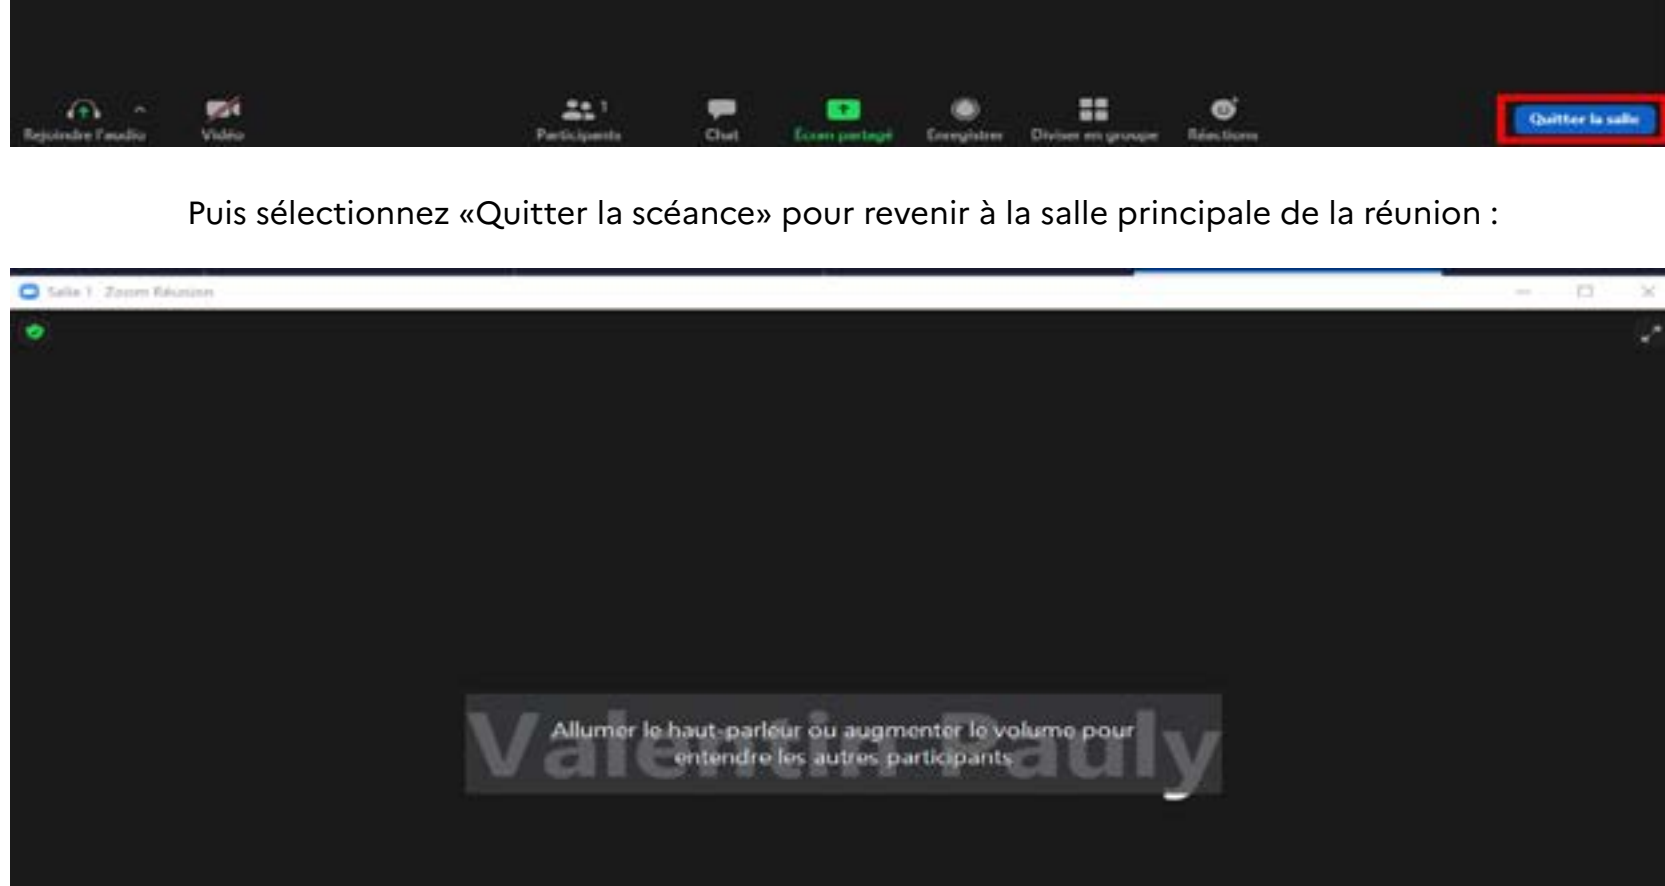 1
Rejoindre l'audio Vidéo Participants Chat Écran partagé Enregistrer Diviser en groupe Réactions Quitter la salle
Puis sélectionnez «Quitter la scéance» pour revenir à la salle principale de la réunion :
Salle 1 Zoom Réunion
Valentin Pauly
Allumer le haut-parleur ou augmenter le volume pour
entendre les autres participants